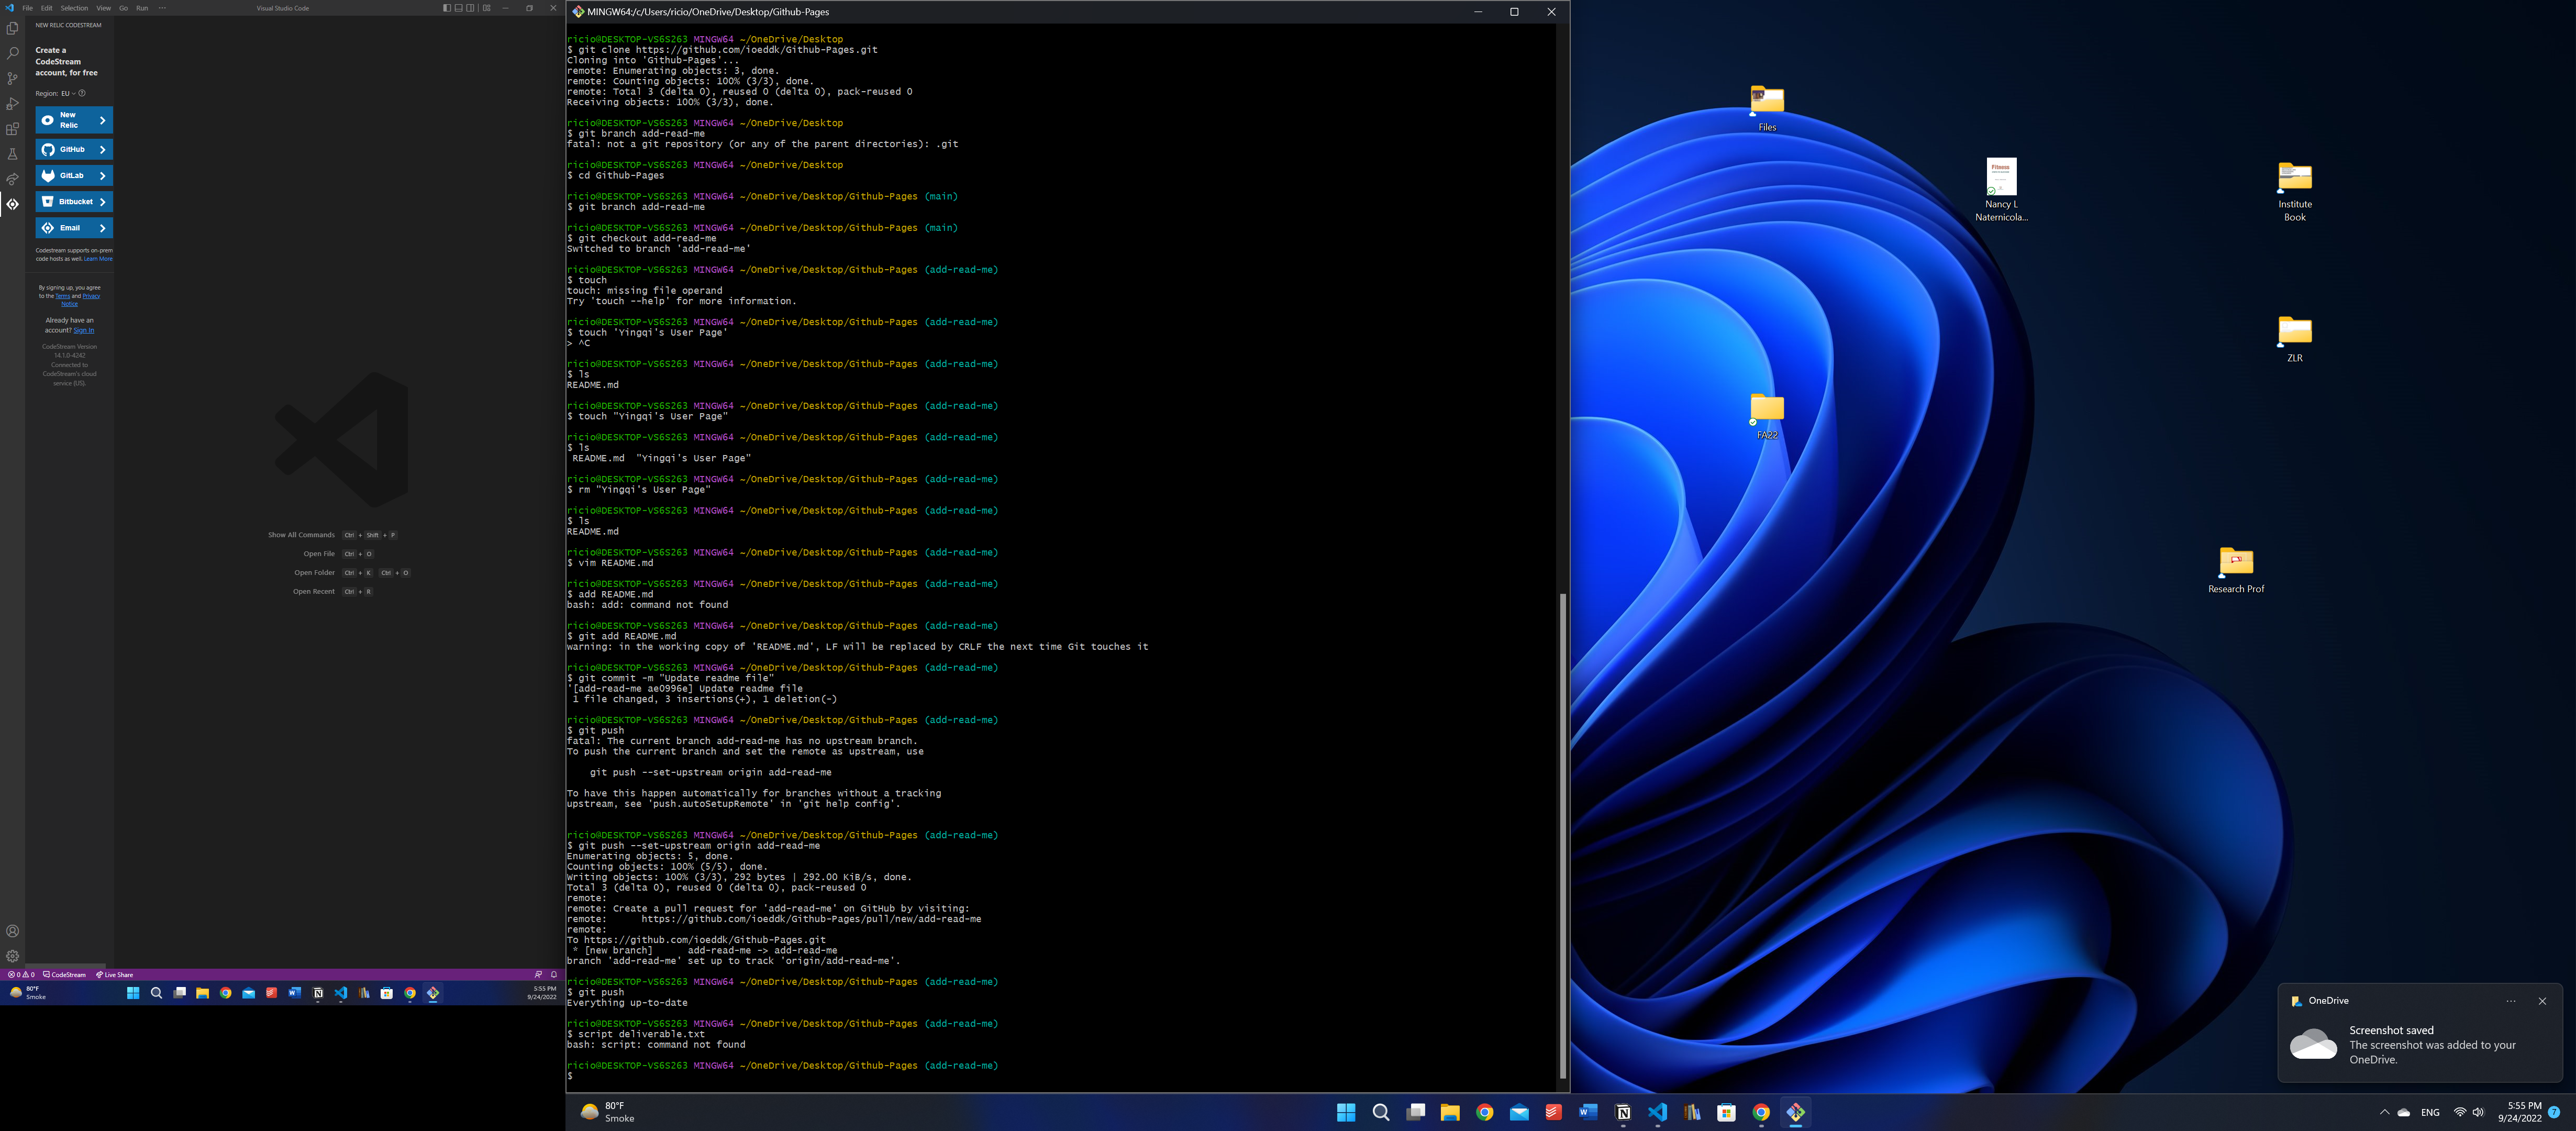 File Edit Selection View Go Run ··· Visual Studio Code
NEW RELIC CODESTREAM
Create a
CodeStream
account, for free
Region: EU
New
Relic
GitHub
GitLab
Bitbucket
Email
Codestream supports on-prem
code hosts as well. Learn More
By signing up, you agree
to the Terms and Privacy
Notice
Already have an
account? Sign In
CodeStream Version
14.1.0-4242
Connected to
CodeStream's cloud
service (US).
Show All Commands Ctrl + Shift + P
Open File Ctrl + O
Open Folder Ctrl + K Ctrl + O
Open Recent Ctrl + R
0 0 CodeStream Live Share
80°F
Smoke
5:55 PM
9/24/2022
MINGW64:/c/Users/ricio/OneDrive/Desktop/Github-Pages
ricio@DESKTOP-VS6S263 MINGW64 ~/OneDrive/Desktop
$ git clone https://github.com/ioeddk/Github-Pages.git
Cloning into 'Github-Pages'...
remote: Enumerating objects: 3, done.
remote: Counting objects: 100% (3/3), done.
remote: Total 3 (delta 0), reused 0 (delta 0), pack-reused 0
Receiving objects: 100% (3/3), done.
ricio@DESKTOP-VS6S263 MINGW64 ~/OneDrive/Desktop
$ git branch add-read-me
fatal: not a git repository (or any of the parent directories): .git
ricio@DESKTOP-VS6S263 MINGW64 ~/OneDrive/Desktop
$ cd Github-Pages
ricio@DESKTOP-VS6S263 MINGW64 ~/OneDrive/Desktop/Github-Pages (main)
$ git branch add-read-me
ricio@DESKTOP-VS6S263 MINGW64 ~/OneDrive/Desktop/Github-Pages (main)
$ git checkout add-read-me
Switched to branch 'add-read-me'
ricio@DESKTOP-VS6S263 MINGW64 ~/OneDrive/Desktop/Github-Pages (add-read-me)
$ touch
touch: missing file operand
Try 'touch --help' for more information.
ricio@DESKTOP-VS6S263 MINGW64 ~/OneDrive/Desktop/Github-Pages (add-read-me)
$ touch 'Yingqi's User Page'
> ^C
ricio@DESKTOP-VS6S263 MINGW64 ~/OneDrive/Desktop/Github-Pages (add-read-me)
$ ls
README.md
ricio@DESKTOP-VS6S263 MINGW64 ~/OneDrive/Desktop/Github-Pages (add-read-me)
$ touch "Yingqi's User Page"
ricio@DESKTOP-VS6S263 MINGW64 ~/OneDrive/Desktop/Github-Pages (add-read-me)
$ ls
README.md "Yingqi's User Page"
ricio@DESKTOP-VS6S263 MINGW64 ~/OneDrive/Desktop/Github-Pages (add-read-me)
$ rm "Yingqi's User Page"
ricio@DESKTOP-VS6S263 MINGW64 ~/OneDrive/Desktop/Github-Pages (add-read-me)
$ ls
README.md
ricio@DESKTOP-VS6S263 MINGW64 ~/OneDrive/Desktop/Github-Pages (add-read-me)
$ vim README.md
ricio@DESKTOP-VS6S263 MINGW64 ~/OneDrive/Desktop/Github-Pages (add-read-me)
$ add README.md
bash: add: command not found
ricio@DESKTOP-VS6S263 MINGW64 ~/OneDrive/Desktop/Github-Pages (add-read-me)
$ git add README.md
warning: in the working copy of 'README.md', LF will be replaced by CRLF the next time Git touches it
ricio@DESKTOP-VS6S263 MINGW64 ~/OneDrive/Desktop/Github-Pages (add-read-me)
$ git commit -m "Update readme file"
'[add-read-me ae0996e] Update readme file
1 file changed, 3 insertions(+), 1 deletion(-)
ricio@DESKTOP-VS6S263 MINGW64 ~/OneDrive/Desktop/Github-Pages (add-read-me)
$ git push
fatal: The current branch add-read-me has no upstream branch.
To push the current branch and set the remote as upstream, use
git push --set-upstream origin add-read-me
To have this happen automatically for branches without a tracking
upstream, see 'push.autoSetupRemote' in 'git help config'.
ricio@DESKTOP-VS6S263 MINGW64 ~/OneDrive/Desktop/Github-Pages (add-read-me)
$ git push --set-upstream origin add-read-me
Enumerating objects: 5, done.
Counting objects: 100% (5/5), done.
Writing objects: 100% (3/3), 292 bytes | 292.00 KiB/s, done.
Total 3 (delta 0), reused 0 (delta 0), pack-reused 0
remote:
remote: Create a pull request for 'add-read-me' on GitHub by visiting:
remote: https://github.com/ioeddk/Github-Pages/pull/new/add-read-me
remote:
To https://github.com/ioeddk/Github-Pages.git
* [new branch] add-read-me -> add-read-me
branch 'add-read-me' set up to track 'origin/add-read-me'.
ricio@DESKTOP-VS6S263 MINGW64 ~/OneDrive/Desktop/Github-Pages (add-read-me)
$ git push
Everything up-to-date
ricio@DESKTOP-VS6S263 MINGW64 ~/OneDrive/Desktop/Github-Pages (add-read-me)
$ script deliverable.txt
bash: script: command not found
ricio@DESKTOP-VS6S263 MINGW64 ~/OneDrive/Desktop/Github-Pages (add-read-me)
$
Files
Fitness
Nancy L
Naternicola...
Institute
Book
ZLR
FA22
Research Prof
OneDrive
Screenshot saved
The screenshot was added to your
OneDrive.
80°F
Smoke
ENG
5:55 PM
9/24/2022
7